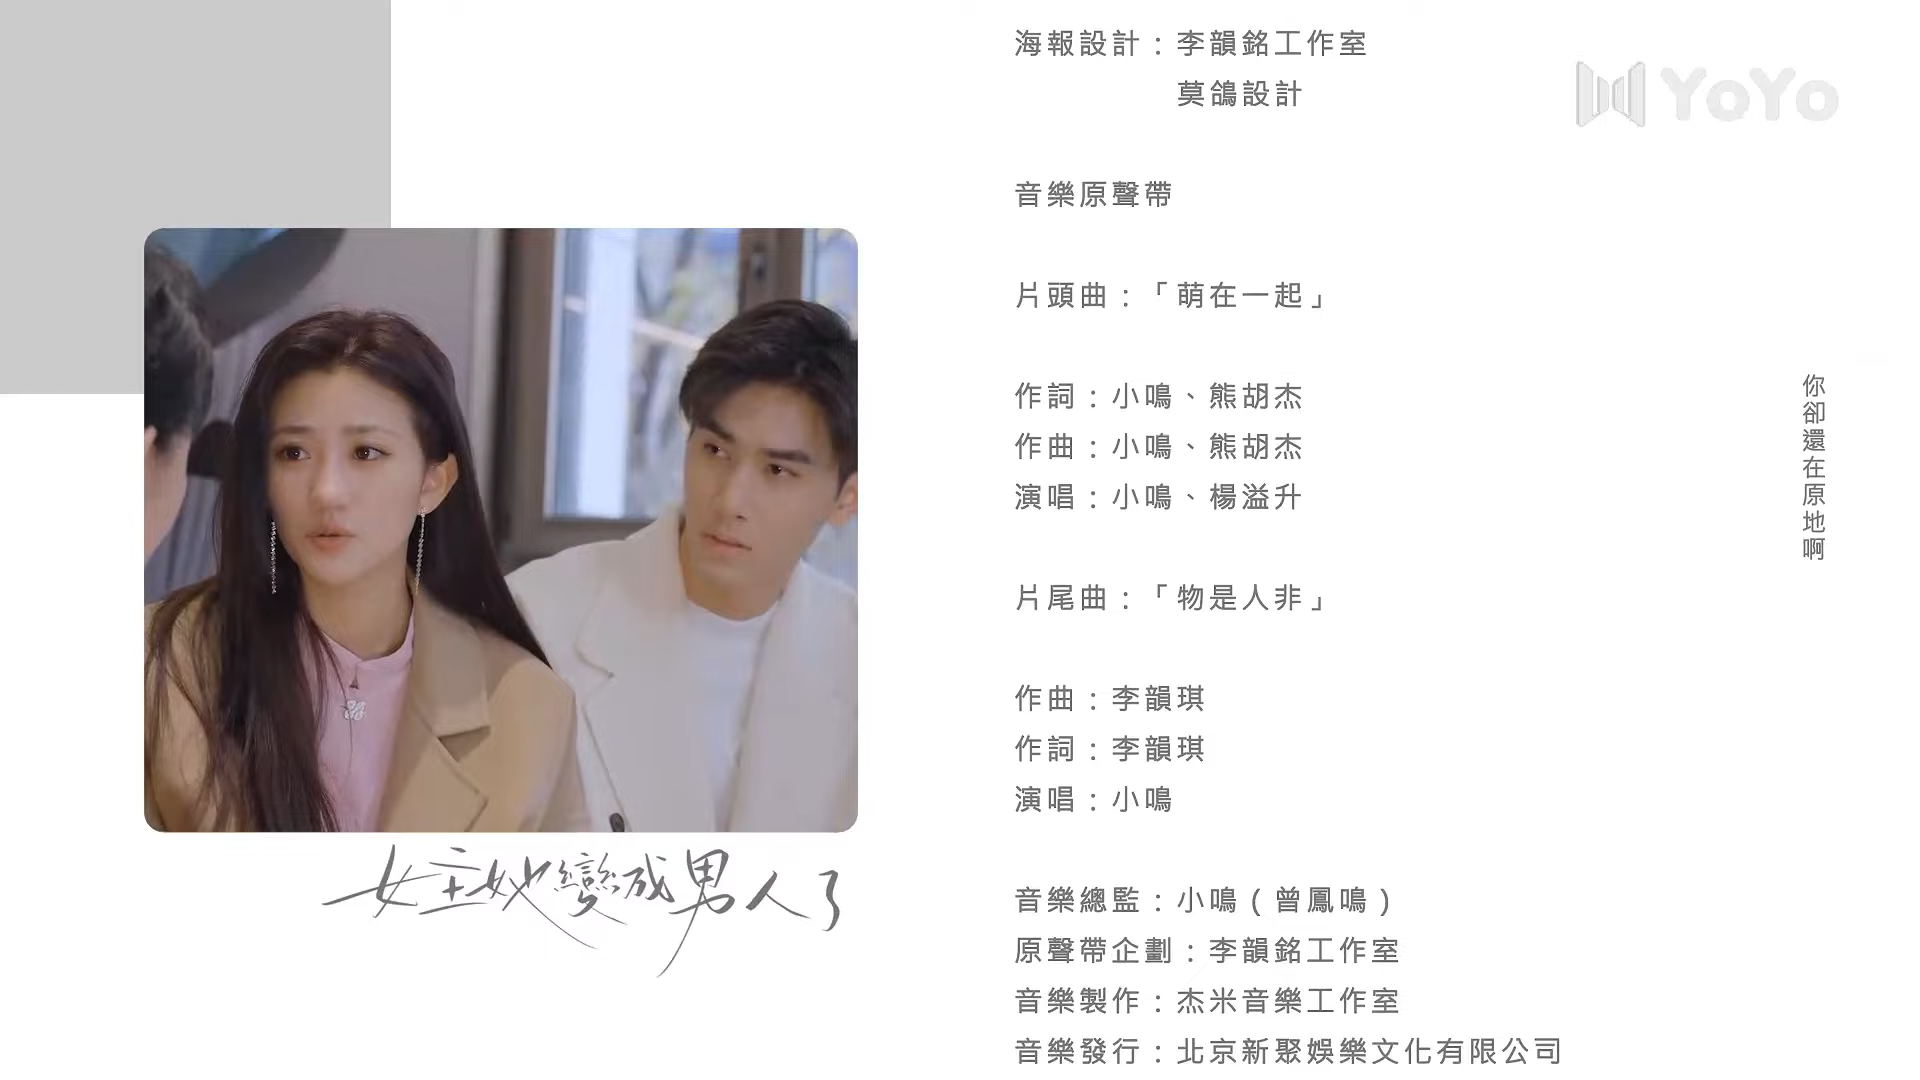 海報設計：李韻銘工作室
莫鴿設計
YoYo
音樂原聲帶
片頭曲：「萌在一起」
作詞：小鳴、熊胡杰
作曲：小鳴、熊胡杰
演唱：小鳴、楊溢升
片尾曲：「物是人非」
作曲：李韻琪
作詞：李韻琪
演唱：小鳴
音樂總監：小鳴（曾鳳鳴）
原聲帶企劃：李韻銘工作室
音樂製作：杰米音樂工作室
音樂發行：北京新聚娛樂文化有限公司
你卻還在原地啊
女主她變成男人了